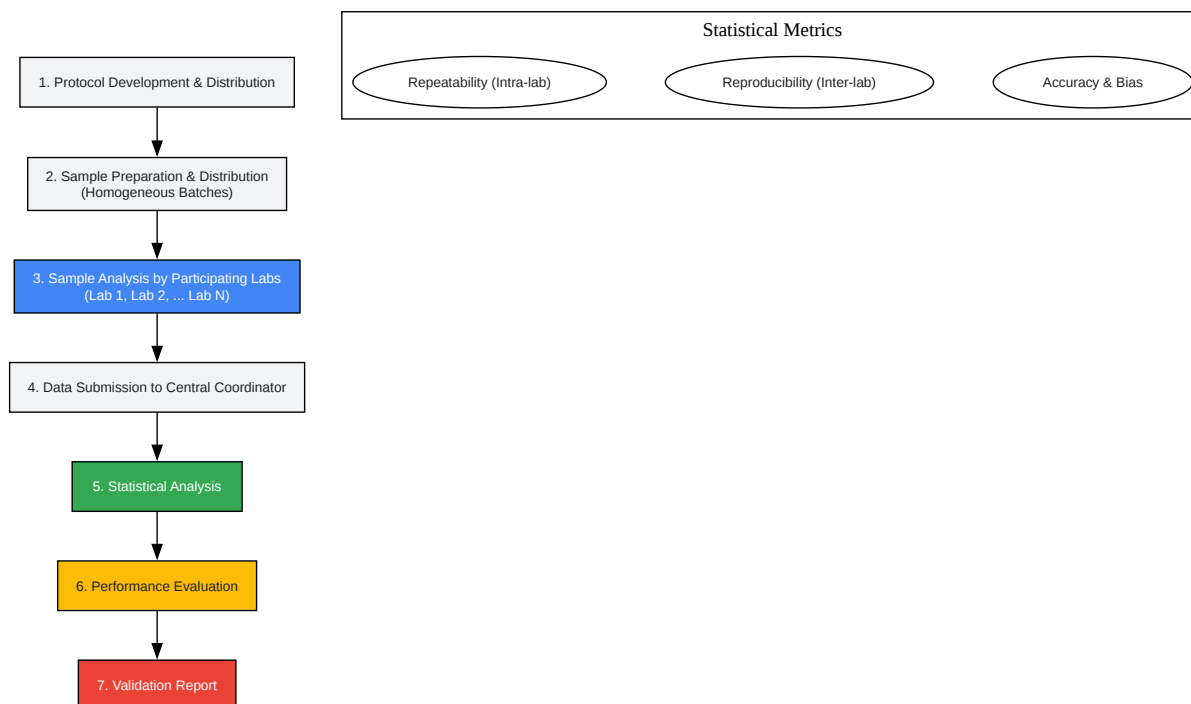 Statistical Metrics
Repeatability (Intra-lab)
Reproducibility (Inter-lab)
Accuracy & Bias
1. Protocol Development & Distribution
2. Sample Preparation & Distribution
(Homogeneous Batches)
3. Sample Analysis by Participating Labs
(Lab 1, Lab 2, ... Lab N)
4. Data Submission to Central Coordinator
5. Statistical Analysis
6. Performance Evaluation
7. Validation Report